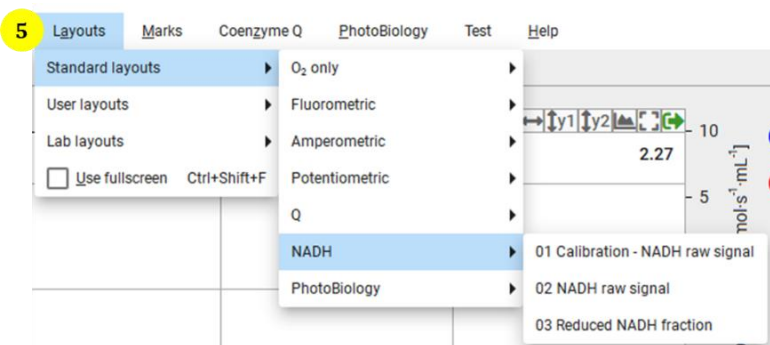 5
Layouts Marks Coenzyme Q PhotoBiology Test Help
Standard layouts
User layouts
Lab layouts
Use fullscreen Ctrl+Shift+F
O₂ only
Fluorometric
Amperometric
Potentiometric
Q
NADH
PhotoBiology
01 Calibration - NADH raw signal
02 NADH raw signal
03 Reduced NADH fraction
y1 y2
2.27
10
5
mol·s⁻¹·mL⁻¹]